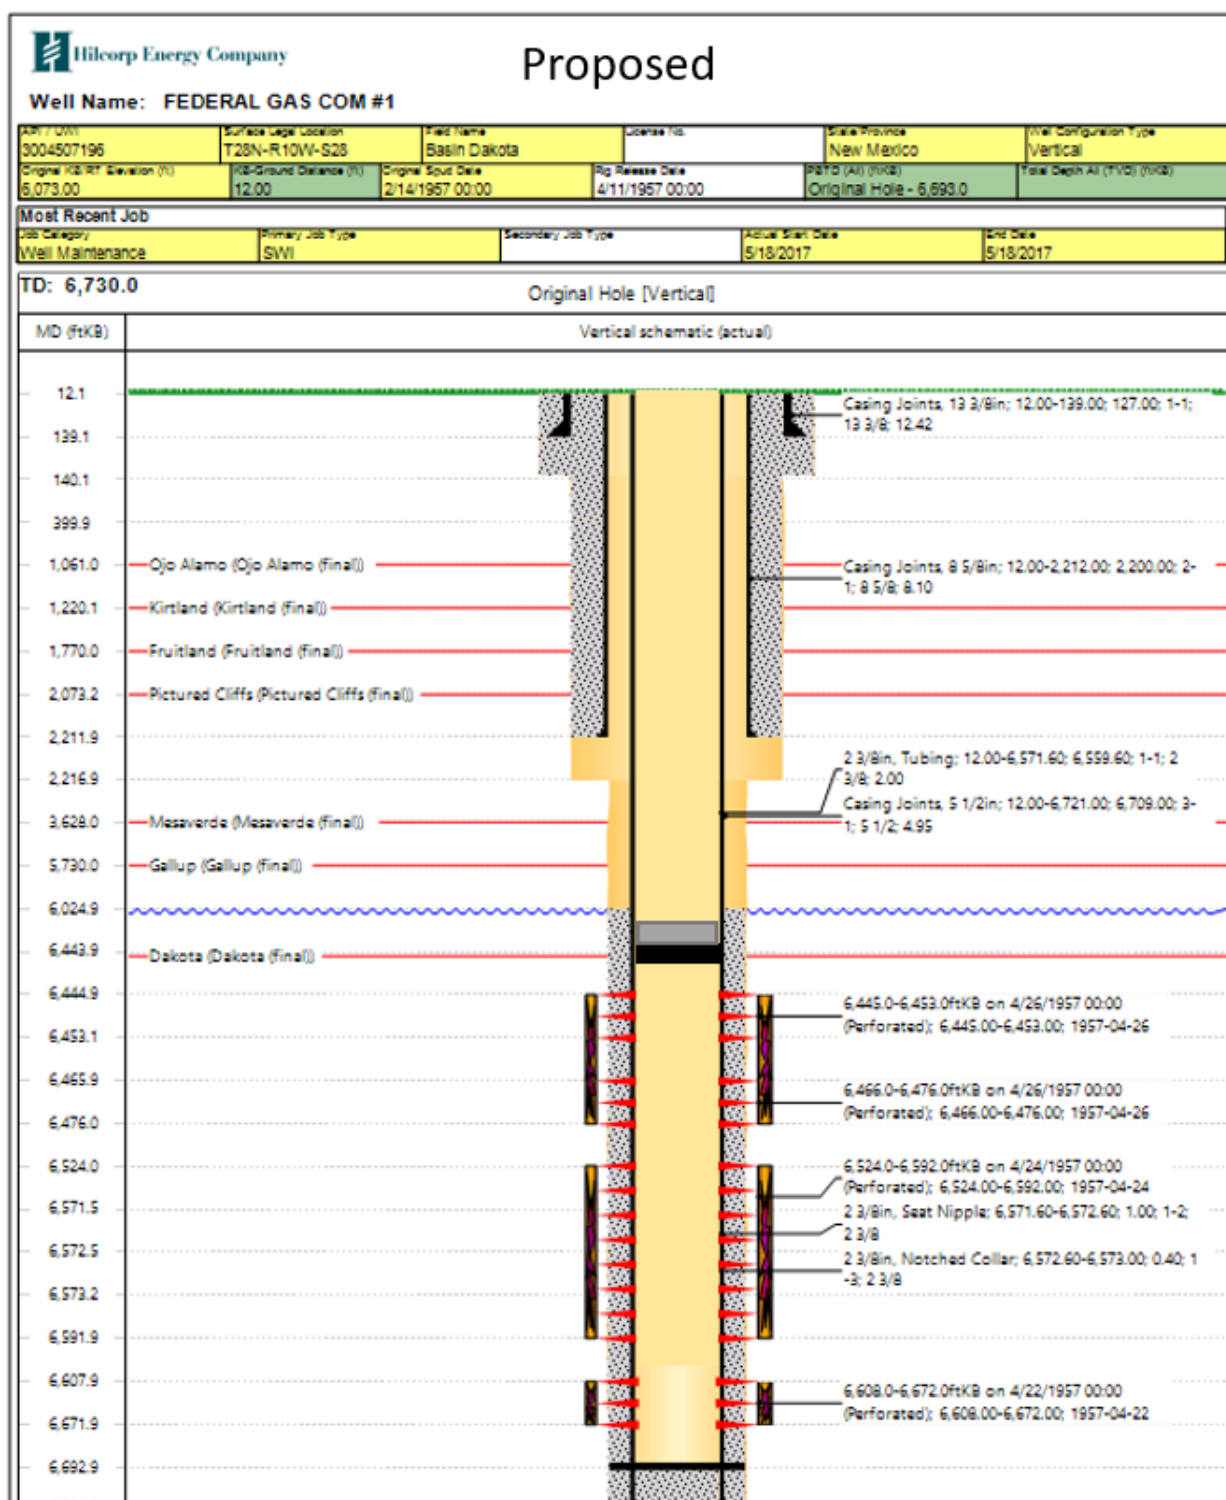 Hilcorp Energy Company
Proposed
Well Name: FEDERAL GAS COM #1
API / UWI
3004507196
Surface Legal Location
T28N-R10W-S28
Field Name
Basin Dakota
License No.
State/Province
New Mexico
Well Configuration Type
Vertical
Original KB/RT Elevation (ft)
6,073.00
KB-Ground Distance (ft)
12.00
Original Spud Date
2/14/1957 00:00
Rig Release Date
4/11/1957 00:00
PBTD (All) (ftKB)
Original Hole - 6,693.0
Total Depth All (TVD) (ftKB)
Most Recent Job
Job Category
Well Maintenance
Primary Job Type
SWI
Secondary Job Type
Actual Start Date
5/18/2017
End Date
5/18/2017
TD: 6,730.0
Original Hole [Vertical]
MD (ftKB)
Vertical schematic (actual)
12.1
Casing Joints, 13 3/8in; 12.00-139.00; 127.00; 1-1;
13 3/8; 12.42
139.1
140.1
399.9
1,061.0
Ojo Alamo (Ojo Alamo (final))
Casing Joints, 8 5/8in; 12.00-2,212.00; 2,200.00; 2-
1; 8 5/8; 8.10
1,220.1
Kirtland (Kirtland (final))
1,770.0
Fruitland (Fruitland (final))
2,073.2
Pictured Cliffs (Pictured Cliffs (final))
2,211.9
2 3/8in, Tubing; 12.00-6,571.60; 6,559.60; 1-1; 2
3/8; 2.00
2,216.9
Casing Joints, 5 1/2in; 12.00-6,721.00; 6,709.00; 3-
1; 5 1/2; 4.95
3,628.0
Mesaverde (Mesaverde (final))
5,730.0
Gallup (Gallup (final))
6,024.9
6,443.9
Dakota (Dakota (final))
6,444.9
6,445.0-6,453.0ftKB on 4/26/1957 00:00
(Perforated); 6,445.00-6,453.00; 1957-04-26
6,453.1
6,465.9
6,466.0-6,476.0ftKB on 4/26/1957 00:00
(Perforated); 6,466.00-6,476.00; 1957-04-26
6,476.0
6,524.0
6,524.0-6,592.0ftKB on 4/24/1957 00:00
(Perforated); 6,524.00-6,592.00; 1957-04-24
6,571.5
2 3/8in, Seat Nipple; 6,571.60-6,572.60; 1.00; 1-2;
2 3/8
6,572.5
2 3/8in, Notched Collar; 6,572.60-6,573.00; 0.40; 1
-3; 2 3/8
6,573.2
6,591.9
6,607.9
6,608.0-6,672.0ftKB on 4/22/1957 00:00
(Perforated); 6,608.00-6,672.00; 1957-04-22
6,671.9
6,692.9